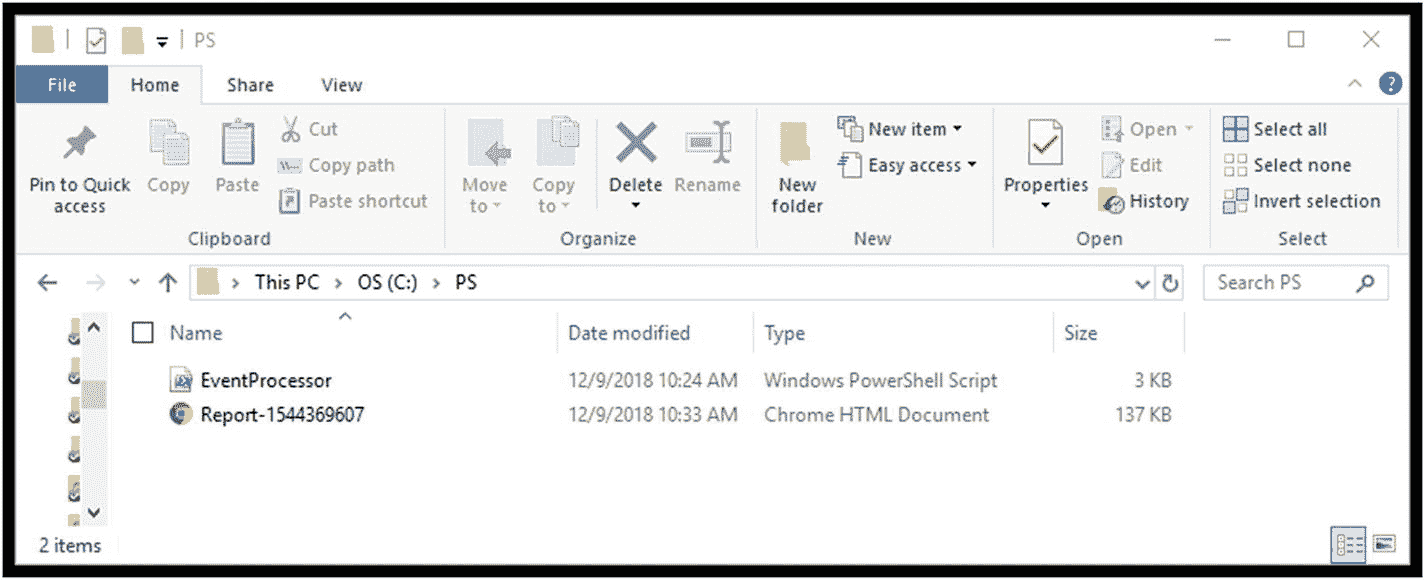 PS
File Home Share View ?
Pin to Quick access
Copy
Paste
Cut
Copy path
Paste shortcut
Clipboard
Move to
Copy to
Delete
Rename
Organize
New folder
New item
Easy access
New
Properties
Open
Edit
History
Open
Select all
Select none
Invert selection
Select
This PC > OS (C:) > PS
Search PS
Name Date modified Type Size
EventProcessor 12/9/2018 10:24 AM Windows PowerShell Script 3 KB
Report-1544369607 12/9/2018 10:33 AM Chrome HTML Document 137 KB
2 items